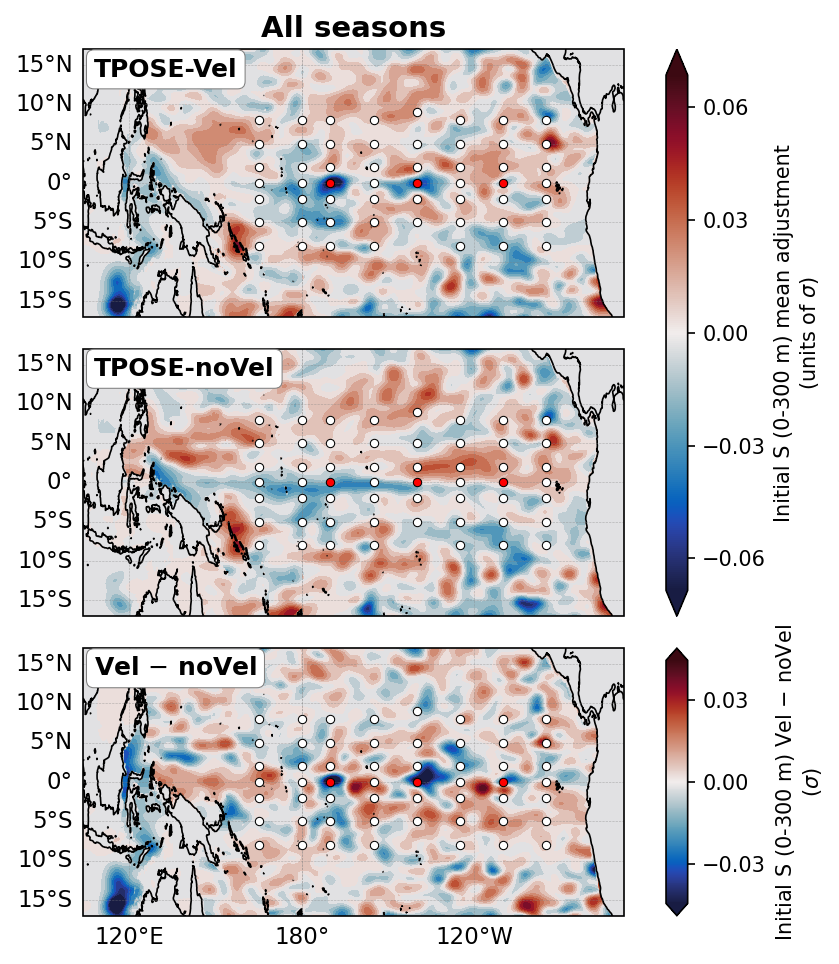 All seasons
TPOSE-Vel
15°N
10°N
5°N
0°
5°S
10°S
15°S
TPOSE-noVel
15°N
10°N
5°N
0°
5°S
10°S
15°S
0.06
0.03
0.00
−0.03
−0.06
Initial S (0-300 m) mean adjustment
(units of σ)
Vel − noVel
15°N
10°N
5°N
0°
5°S
10°S
15°S
120°E
180°
120°W
0.03
0.00
−0.03
Initial S (0-300 m) Vel − noVel
(σ)